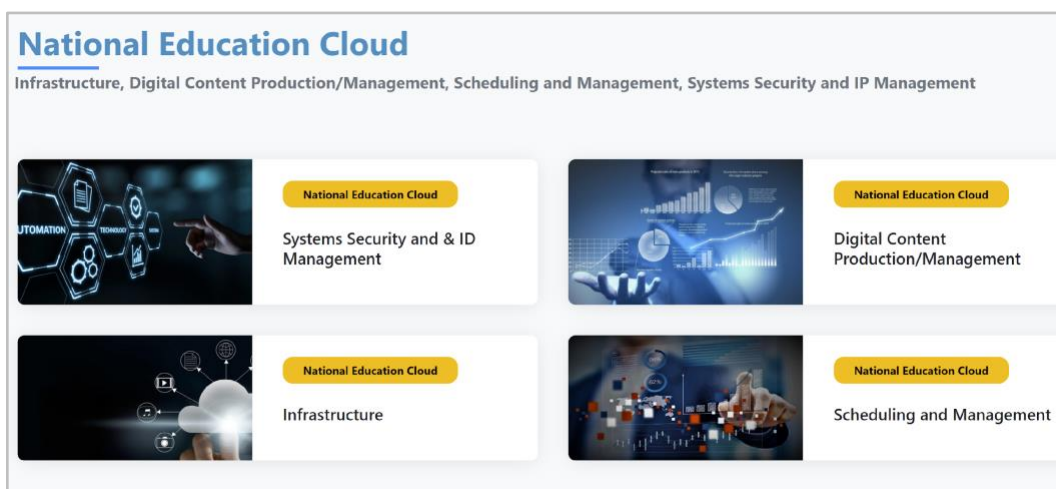 National Education Cloud
Infrastructure, Digital Content Production/Management, Scheduling and Management, Systems Security and IP Management
UTOMATION
TECHNOLOGY
SYSTEM
National Education Cloud
Systems Security and & ID
Management
National Education Cloud
Digital Content
Production/Management
National Education Cloud
Infrastructure
National Education Cloud
Scheduling and Management